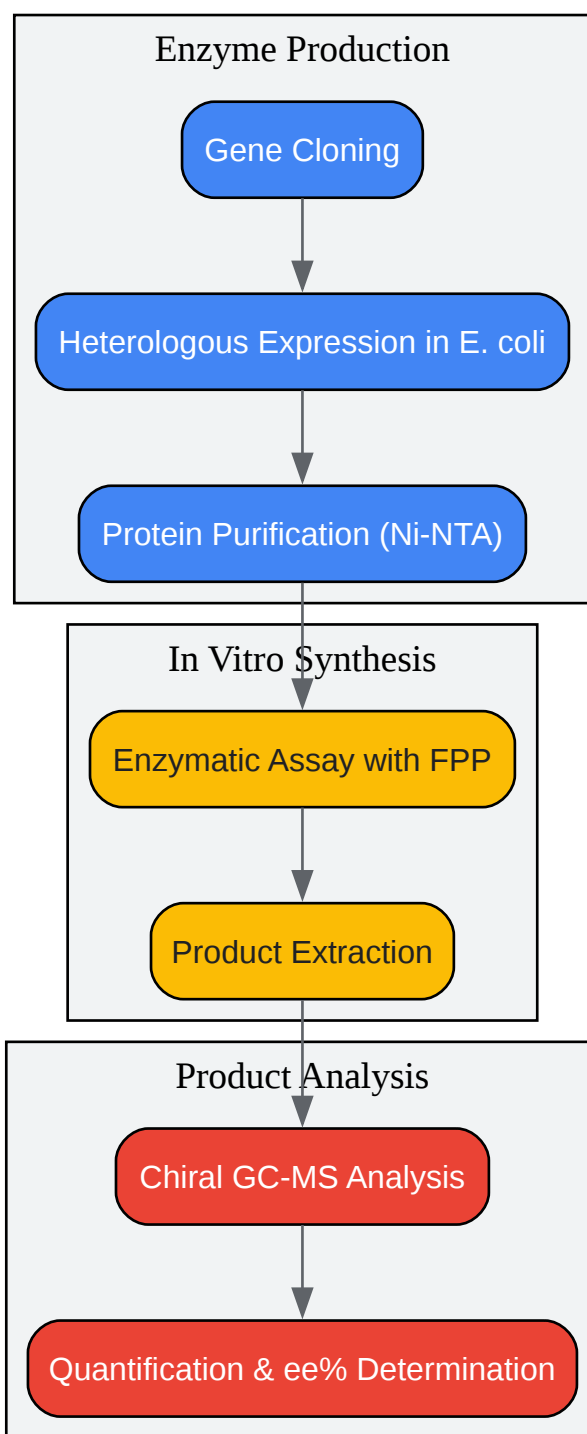 Enzyme Production
Gene Cloning
Heterologous Expression in E. coli
Protein Purification (Ni-NTA)
In Vitro Synthesis
Enzymatic Assay with FPP
Product Extraction
Product Analysis
Chiral GC-MS Analysis
Quantification & ee% Determination